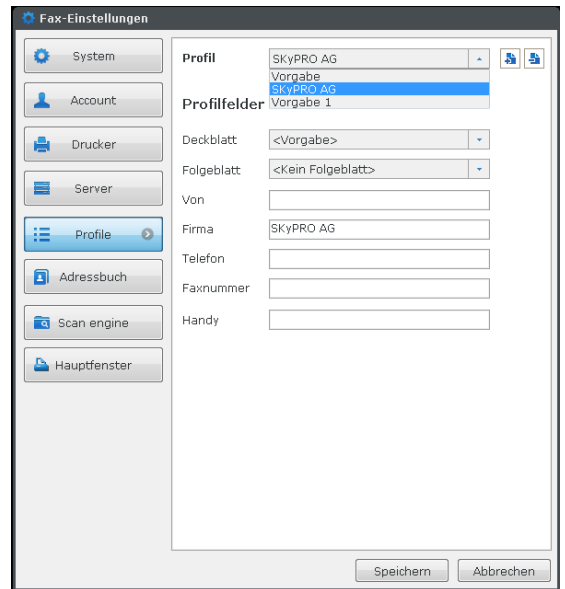 Fax-Einstellungen
System
Account
Drucker
Server
Profile
Adressbuch
Scan engine
Hauptfenster
Profil SKyPRO AG
Vorgabe
SKyPRO AG
Vorgabe 1
Profilfelder
Deckblatt <Vorgabe>
Folgeblatt <Kein Folgeblatt>
Von
Firma SKyPRO AG
Telefon
Faxnummer
Handy
Speichern Abbrechen